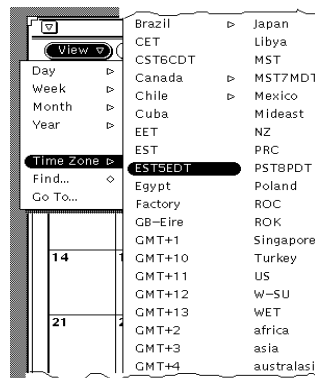 View
Day
Week
Month
Year
Time Zone
Find...
Go To...
14
21
Brazil
CET
CST6CDT
Canada
Chile
Cuba
EET
EST
EST5EDT
Egypt
Factory
GB-Eire
GMT+1
GMT+10
GMT+11
GMT+12
GMT+13
GMT+2
GMT+3
GMT+4
Japan
Libya
MST
MST7MDT
Mexico
Mideast
NZ
PRC
PST8PDT
Poland
ROC
ROK
Singapore
Turkey
US
W-SU
WET
africa
asia
australasi